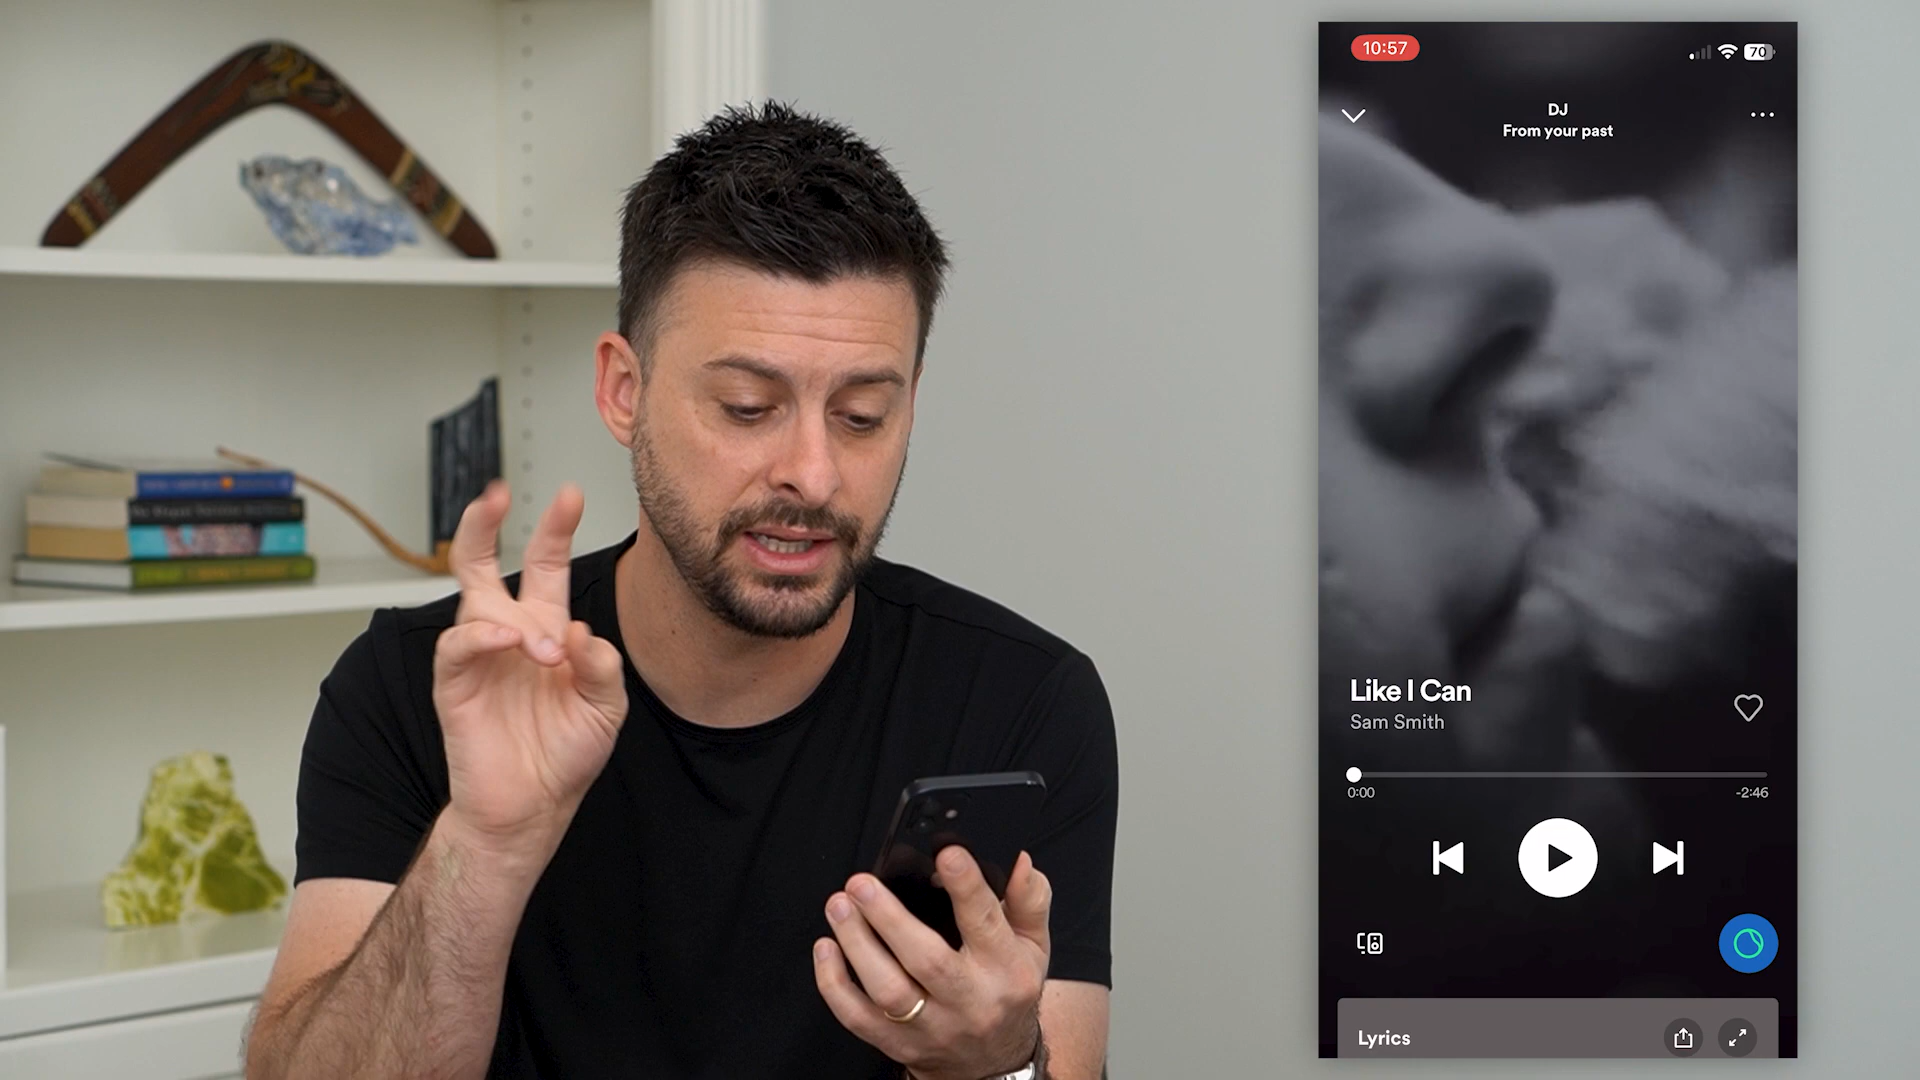 10:57
70
DJ
From your past
Like I Can
Sam Smith
0:00
-2:46
Lyrics